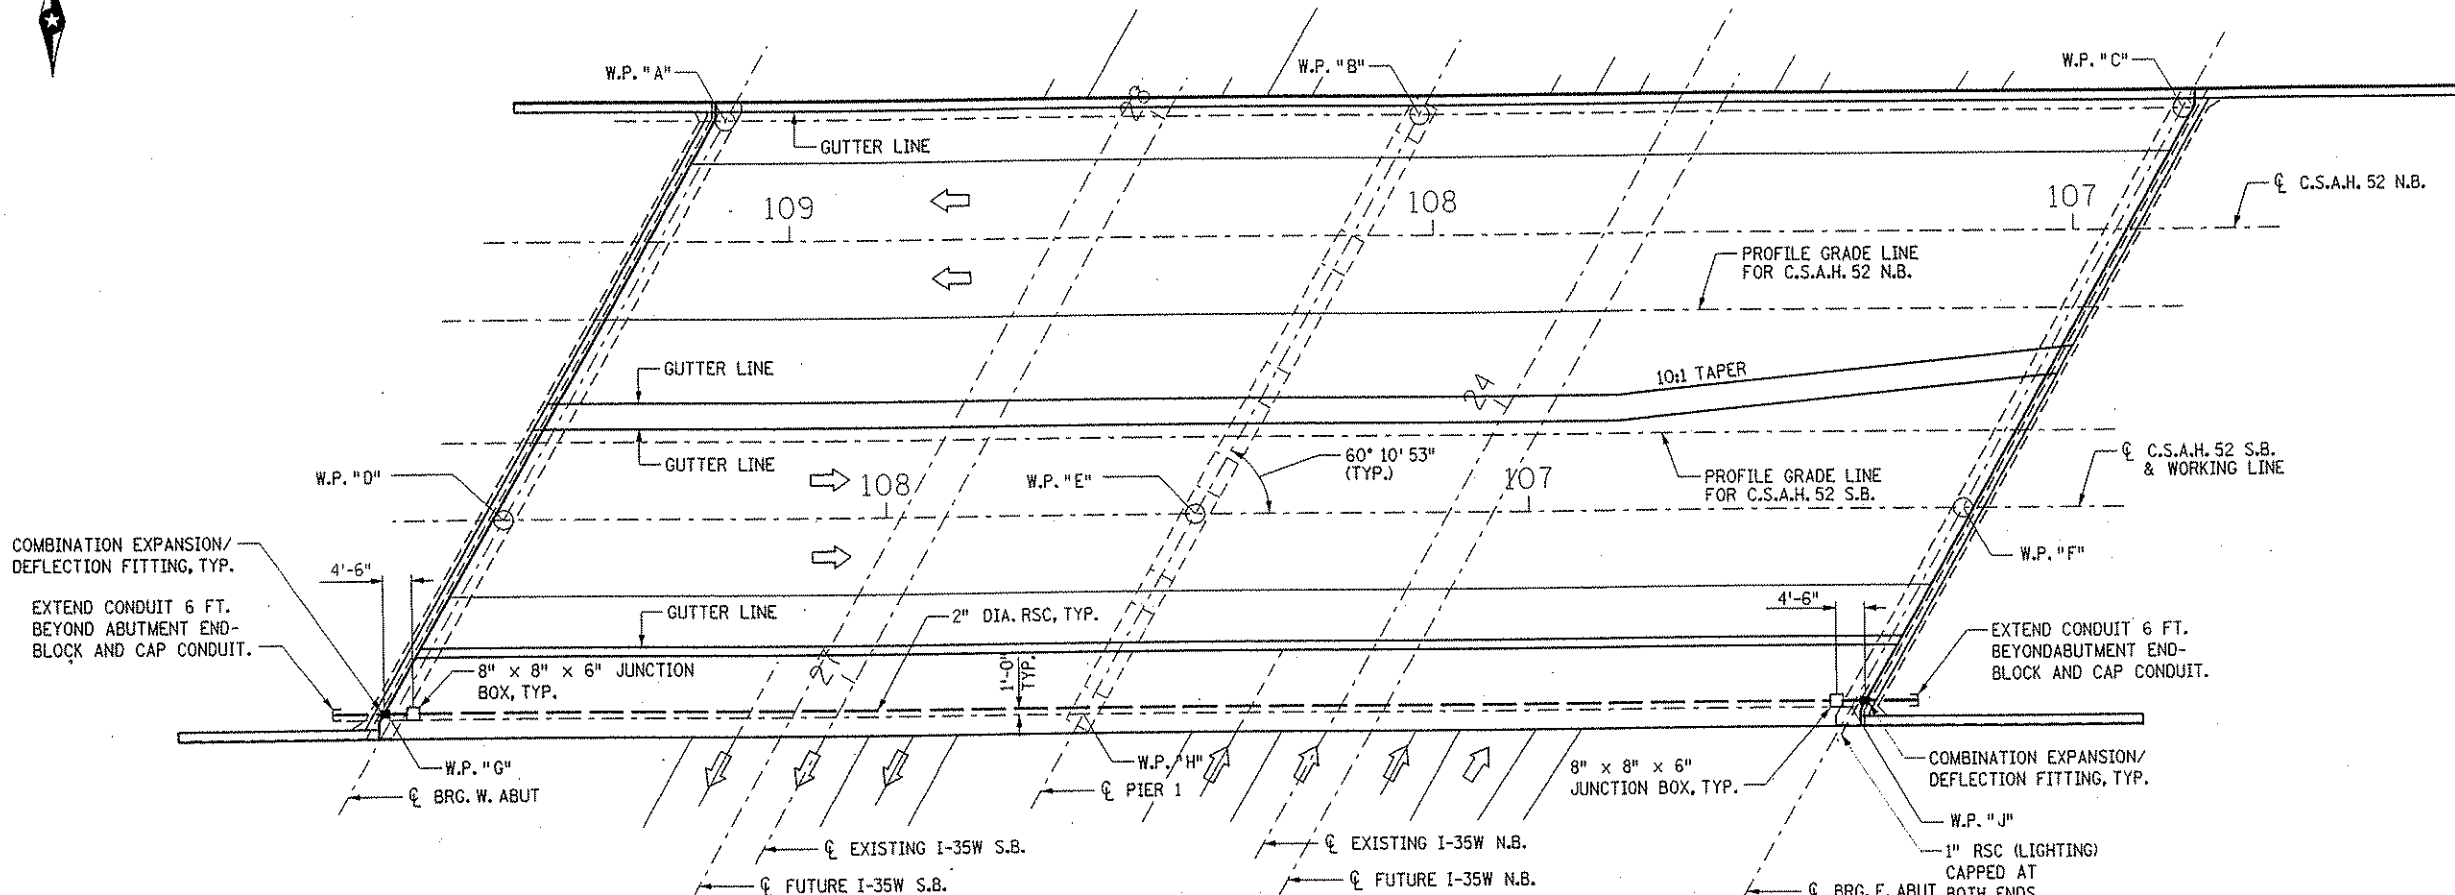 W.P. "A"
W.P. "B"
W.P. "C"
GUTTER LINE
28
109
108
107
℄ C.S.A.H. 52 N.B.
PROFILE GRADE LINE
FOR C.S.A.H. 52 N.B.
GUTTER LINE
10:1 TAPER
24
GUTTER LINE
60° 10' 53"
(TYP.)
W.P. "D"
108
W.P. "E"
107
PROFILE GRADE LINE
FOR C.S.A.H. 52 S.B.
℄ C.S.A.H. 52 S.B.
& WORKING LINE
COMBINATION EXPANSION/
DEFLECTION FITTING, TYP.
4'-6"
W.P. "F"
EXTEND CONDUIT 6 FT.
BEYOND ABUTMENT END-
BLOCK AND CAP CONDUIT.
GUTTER LINE
2" DIA. RSC, TYP.
4'-6"
EXTEND CONDUIT 6 FT.
BEYONDABUTMENT END-
BLOCK AND CAP CONDUIT.
8" x 8" x 6" JUNCTION
BOX, TYP.
27
1'-0"
TYP.
W.P. "G"
℄ BRG. W. ABUT
W.P. "H"
℄ PIER 1
8" x 8" x 6"
JUNCTION BOX, TYP.
COMBINATION EXPANSION/
DEFLECTION FITTING, TYP.
W.P. "J"
℄ EXISTING I-35W S.B.
℄ EXISTING I-35W N.B.
1" RSC (LIGHTING)
CAPPED AT
BOTH ENDS
℄ FUTURE I-35W S.B.
℄ FUTURE I-35W N.B.
℄ BRG. E. ABUT